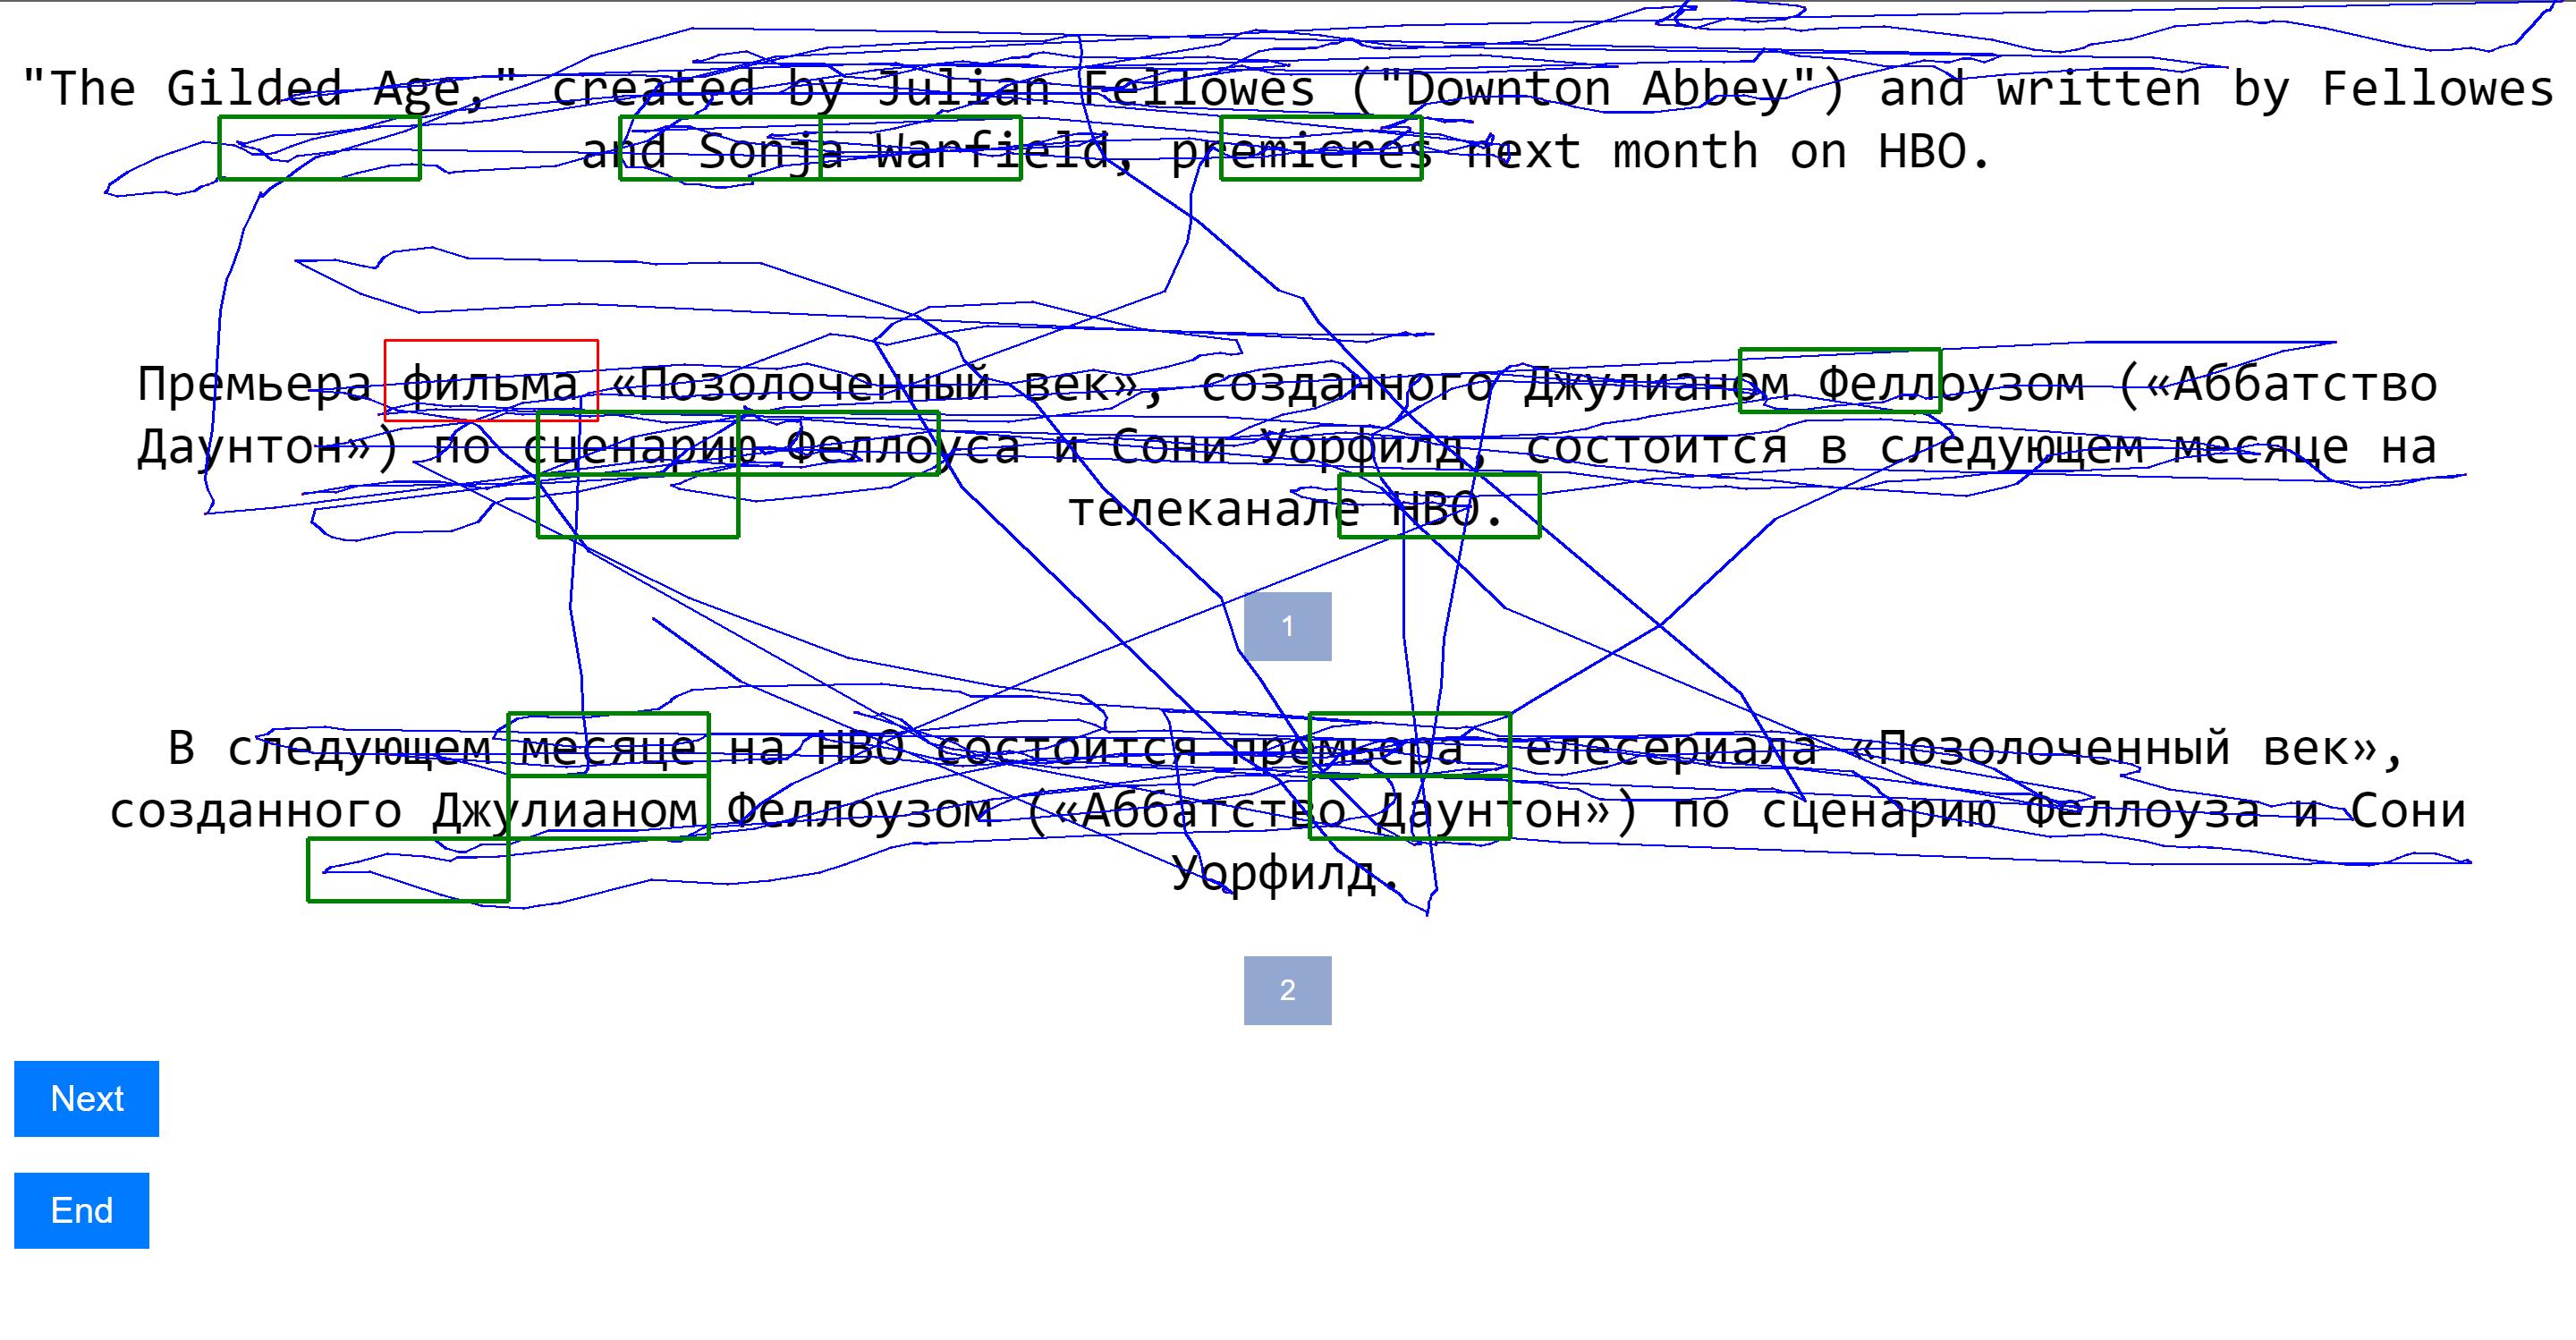 "The Gilded Age," created by Julian Fellowes ("Downton Abbey") and written by Fellowes
and Sonja Warfield, premieres next month on HBO.
Премьера фильма «Позолоченный век», созданного Джулианом Феллоузом («Аббатство
Даунтон») по сценарию Феллоуса и Сони Уорфилд, состоится в следующем месяце на
телеканале HBO.
1
В следующем месяце на HBO состоится премьера елесериала «Позолоченный век»,
созданного Джулианом Феллоузом («Аббатство Даунтон») по сценарию Феллоуза и Сони
Уорфилд.
2
Next
End